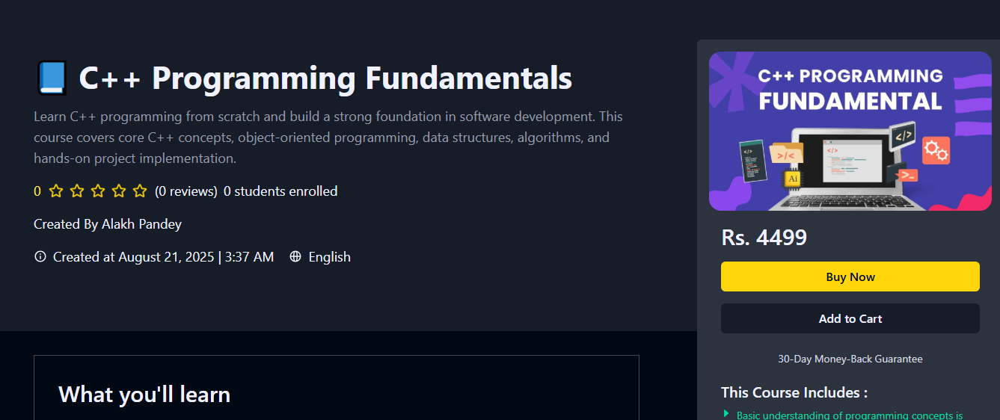 C++ Programming Fundamentals
Learn C++ programming from scratch and build a strong foundation in software development. This
course covers core C++ concepts, object-oriented programming, data structures, algorithms, and
hands-on project implementation.
0 (0 reviews) 0 students enrolled
Created By Alakh Pandey
Created at August 21, 2025 | 3:37 AM English
What you'll learn
C++ PROGRAMMING
FUNDAMENTAL
</>
</>
>/<
</>
Ai
>_
Rs. 4499
Buy Now
Add to Cart
30-Day Money-Back Guarantee
This Course Includes :
Basic understanding of programming concepts is